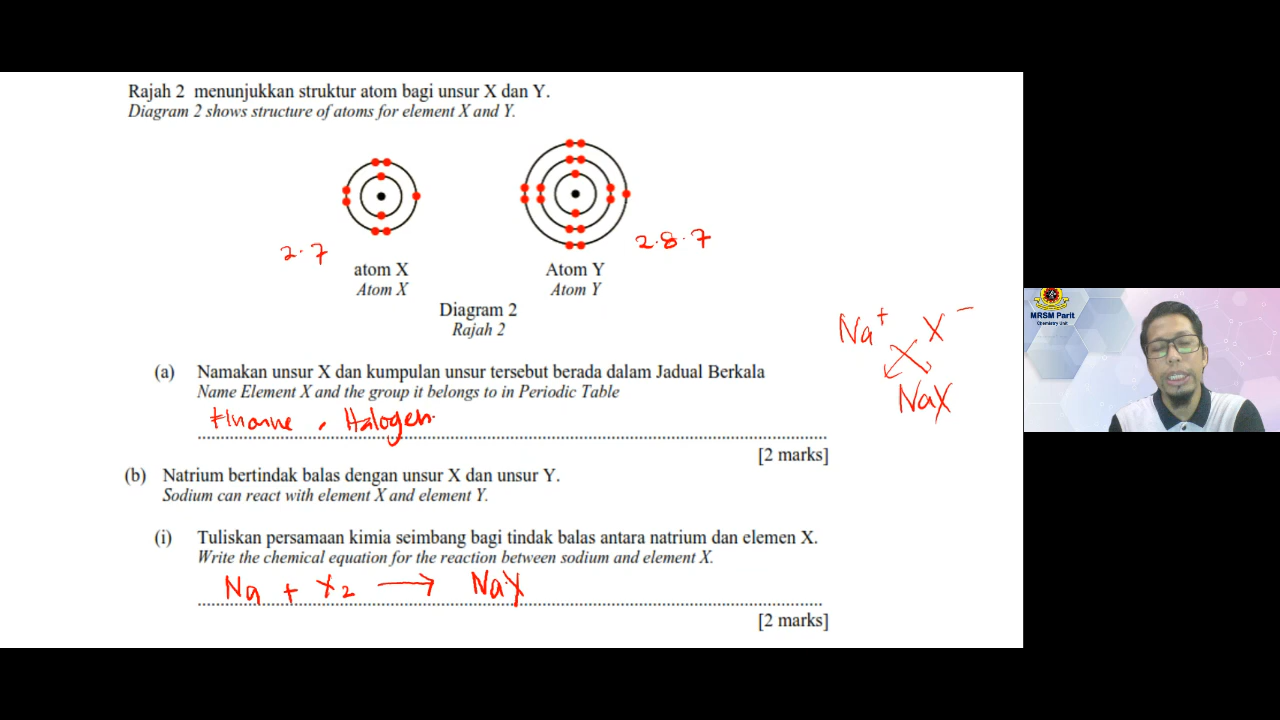 Rajah 2 menunjukkan struktur atom bagi unsur X dan Y.
Diagram 2 shows structure of atoms for element X and Y.
2.7
2.8.7
atom X
Atom X
Atom Y
Atom Y
Diagram 2
Rajah 2
Na+ X-
NaX
MRSM Parit
Chemistry Unit
(a) Namakan unsur X dan kumpulan unsur tersebut berada dalam Jadual Berkala
Name Element X and the group it belongs to in Periodic Table
, Halogen.
[2 marks]
(b) Natrium bertindak balas dengan unsur X dan unsur Y.
Sodium can react with element X and element Y.
(i) Tuliskan persamaan kimia seimbang bagi tindak balas antara natrium dan elemen X.
Write the chemical equation for the reaction between sodium and element X.
Na + X2 → NaX
[2 marks]